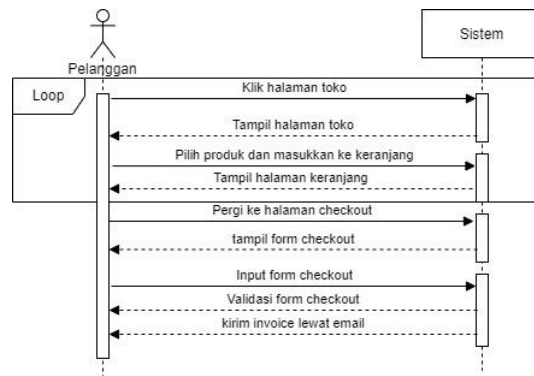 Sistem
Pelanggan
Loop
Klik halaman toko
Tampil halaman toko
Pilih produk dan masukkan ke keranjang
Tampil halaman keranjang
Pergi ke halaman checkout
tampil form checkout
Input form checkout
Validasi form checkout
kirim invoice lewat email